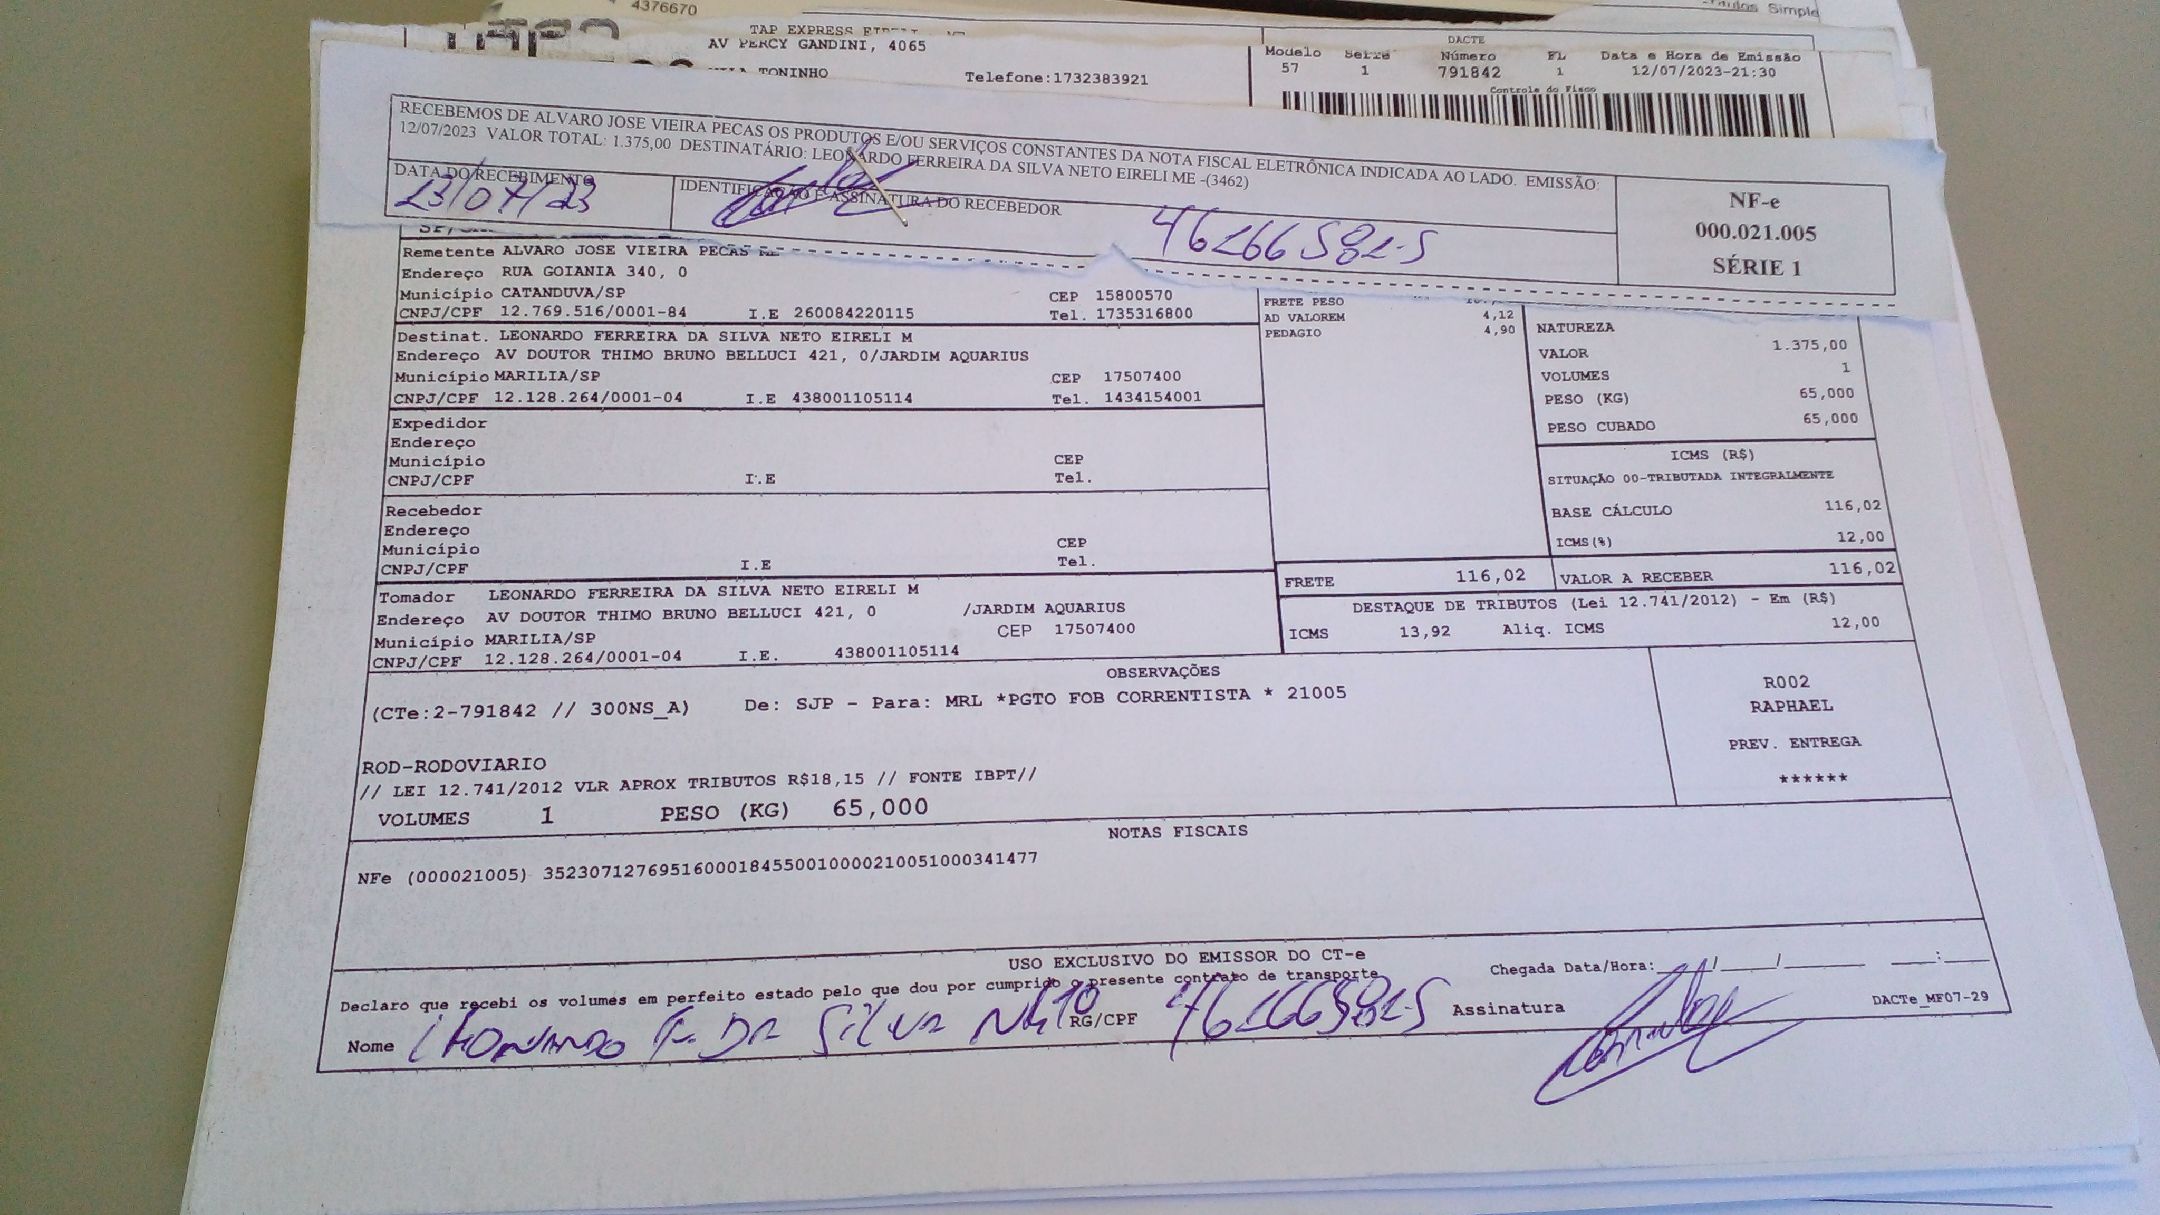 4376670
TAP EXPRESS
AV PERCY GANDINI, 4065
TONINHO
Telefone:1732383921
DACTE
Modelo Serie Número FL Data e Hora de Emissão
57 1 791842 1 12/07/2023-21:30
Controle do Fisco
RECEBEMOS DE ALVARO JOSE VIEIRA PECAS OS PRODUTOS E/OU SERVIÇOS CONSTANTES DA NOTA FISCAL ELETRÔNICA INDICADA AO LADO. EMISSÃO:
12/07/2023 VALOR TOTAL: 1.375,00 DESTINATÁRIO: LEONARDO FERREIRA DA SILVA NETO EIRELI ME -(3462)
DATA DO RECEBIMENTO
IDENTIFICAÇÃO E ASSINATURA DO RECEBEDOR
NF-e
000.021.005
SÉRIE 1
Remetente ALVARO JOSE VIEIRA PECAS ME
Endereço RUA GOIANIA 340, 0
Município CATANDUVA/SP CEP 15800570
CNPJ/CPF 12.769.516/0001-84 I.E 260084220115 Tel. 1735316800
FRETE PESO
AD VALOREM 4,12
PEDAGIO 4,90
NATUREZA
VALOR 1.375,00
VOLUMES 1
PESO (KG) 65,000
PESO CUBADO 65,000
Destinat. LEONARDO FERREIRA DA SILVA NETO EIRELI M
Endereço AV DOUTOR THIMO BRUNO BELLUCI 421, 0/JARDIM AQUARIUS
Município MARILIA/SP CEP 17507400
CNPJ/CPF 12.128.264/0001-04 I.E 438001105114 Tel. 1434154001
Expedidor
Endereço
Município CEP
CNPJ/CPF I.E Tel.
ICMS (R$)
SITUAÇÃO 00-TRIBUTADA INTEGRALMENTE
BASE CÁLCULO 116,02
ICMS(%) 12,00
Recebedor
Endereço
Município CEP
CNPJ/CPF I.E Tel.
FRETE 116,02 VALOR A RECEBER 116,02
Tomador LEONARDO FERREIRA DA SILVA NETO EIRELI M
Endereço AV DOUTOR THIMO BRUNO BELLUCI 421, 0 /JARDIM AQUARIUS
Município MARILIA/SP CEP 17507400
CNPJ/CPF 12.128.264/0001-04 I.E. 438001105114
DESTAQUE DE TRIBUTOS (Lei 12.741/2012) - Em (R$)
ICMS 13,92 Aliq. ICMS 12,00
OBSERVAÇÕES
(CTe:2-791842 // 300NS_A) De: SJP - Para: MRL *PGTO FOB CORRENTISTA * 21005
R002
RAPHAEL
PREV. ENTREGA
******
ROD-RODOVIARIO
// LEI 12.741/2012 VLR APROX TRIBUTOS R$18,15 // FONTE IBPT//
VOLUMES 1 PESO (KG) 65,000
NOTAS FISCAIS
NFe (000021005) 35230712769516000184550010000210051000341477
USO EXCLUSIVO DO EMISSOR DO CT-e
Declaro que recebi os volumes em perfeito estado pelo que dou por cumprido o presente contrato de transporte
Chegada Data/Hora:____/____/______ ____:____
Nome LEONARDO F. DA SILVA NETO RG/CPF Assinatura
DACTe_MF07-29